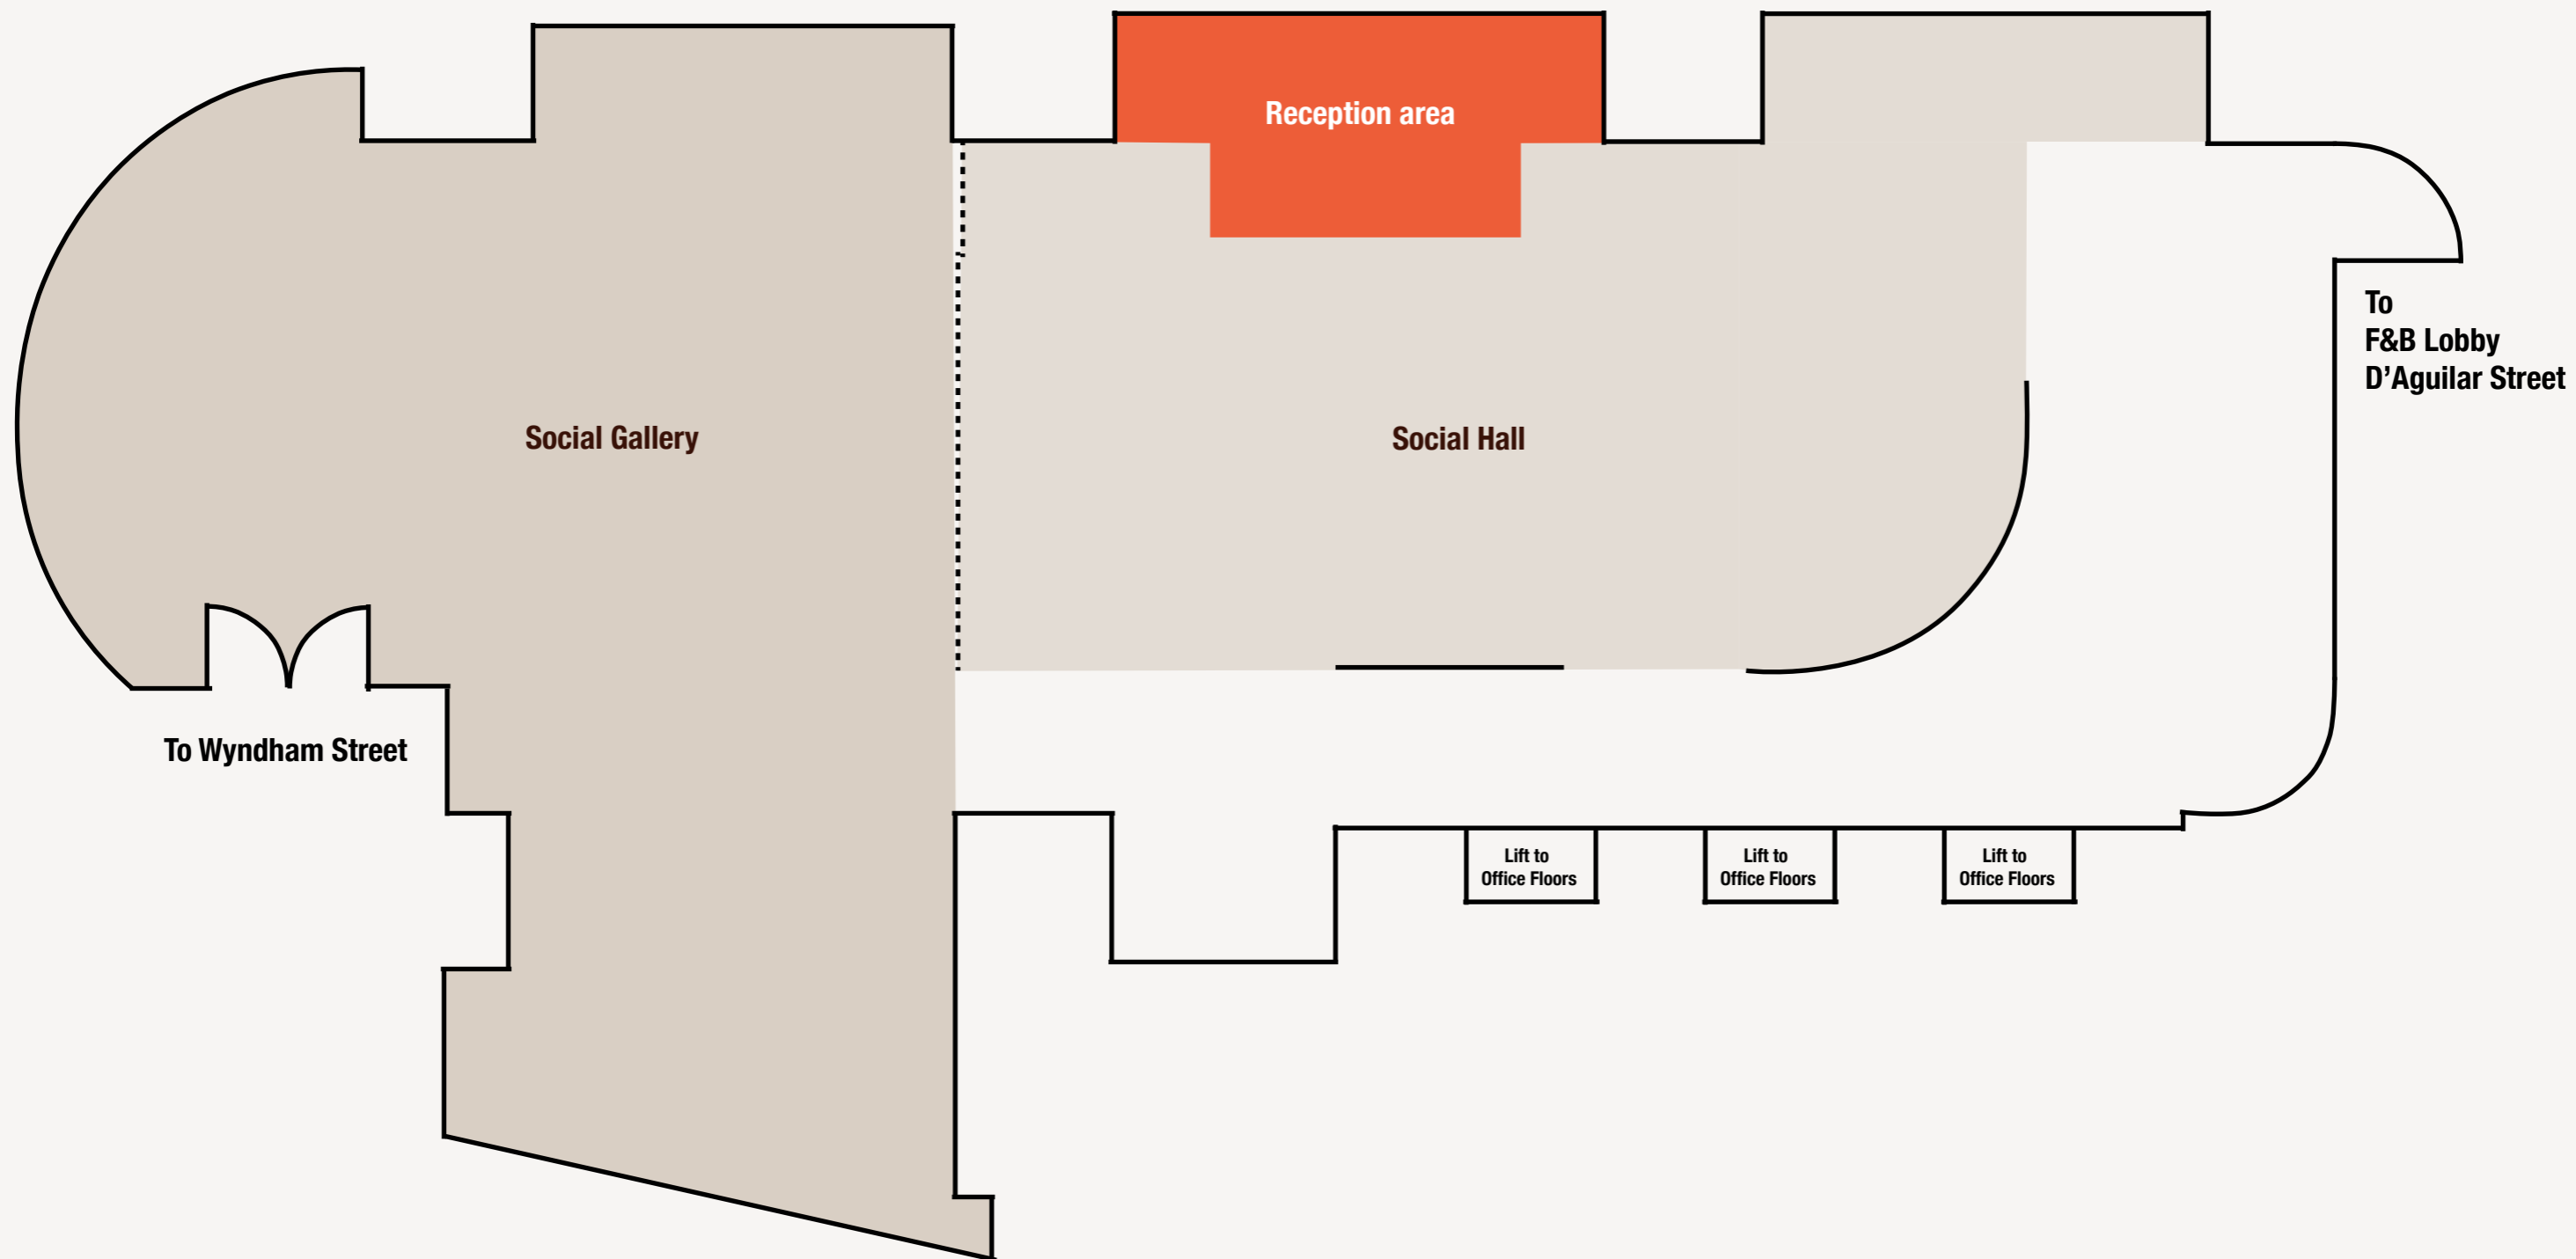 Reception area
To
F&B Lobby
D’Aguilar Street
Social Gallery
Social Hall
To Wyndham Street
Lift to
Office Floors
Lift to
Office Floors
Lift to
Office Floors